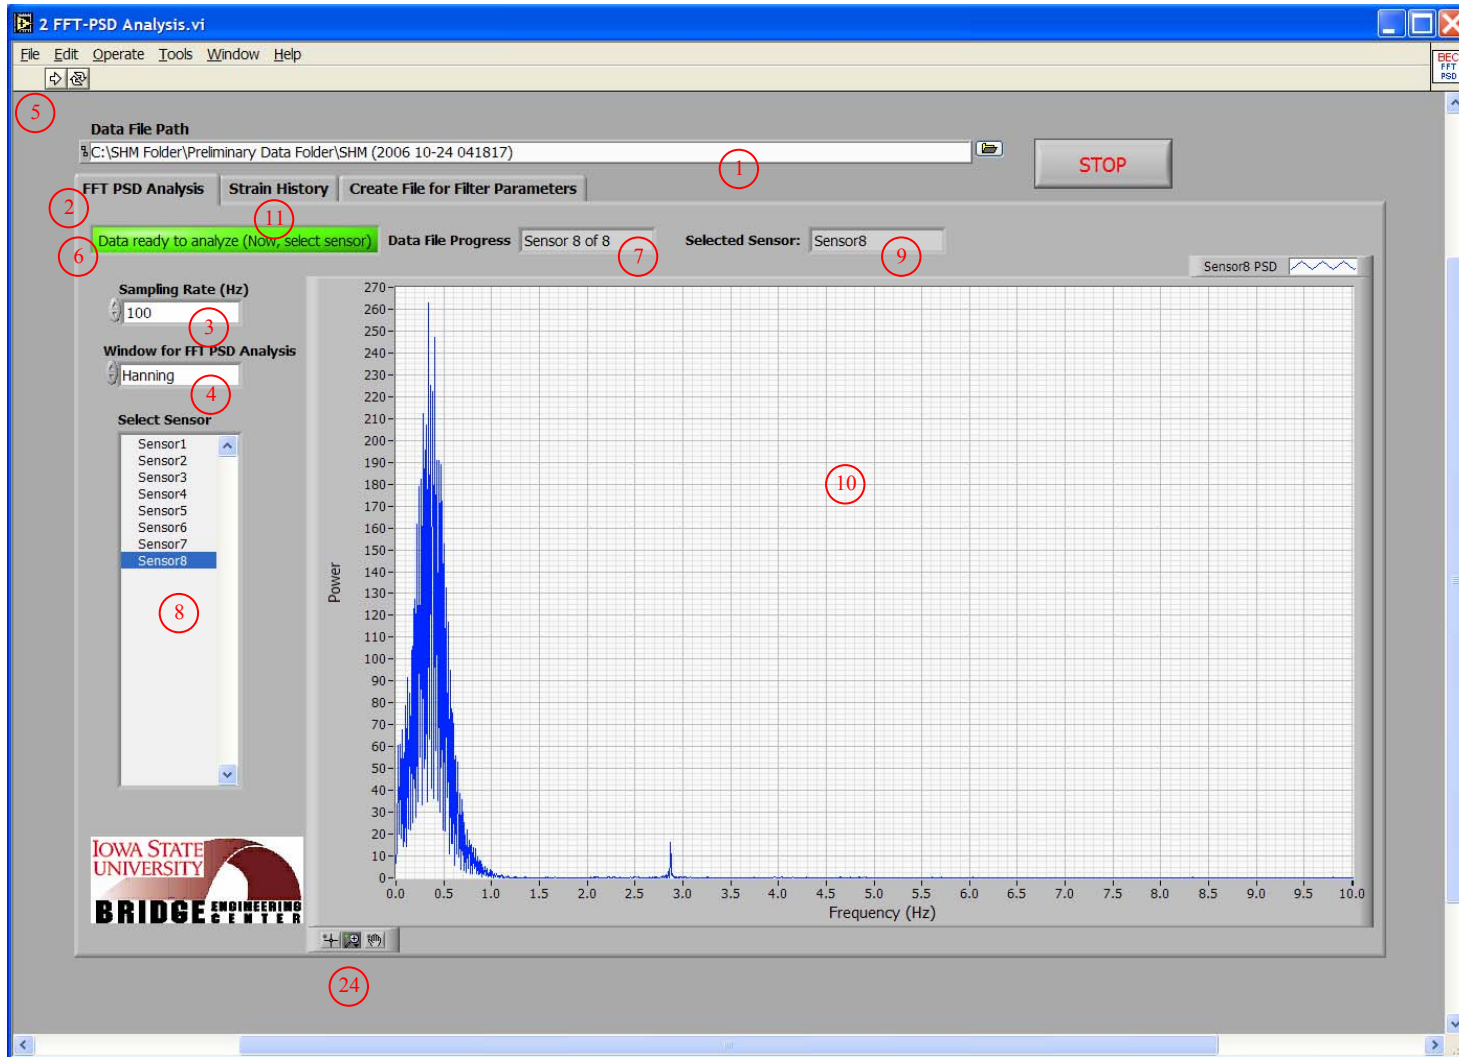 2 FFT-PSD Analysis.vi
File Edit Operate Tools Window Help
BEC
FFT
PSD
5
Data File Path
C:\SHM Folder\Preliminary Data Folder\SHM (2006 10-24 041817)
1
STOP
FFT PSD Analysis Strain History Create File for Filter Parameters
2
11
Data ready to analyze (Now, select sensor) Data File Progress Sensor 8 of 8 Selected Sensor: Sensor8
6
7
9
Sensor8 PSD
Sampling Rate (Hz)
100
3
Window for FFT PSD Analysis
Hanning
4
Select Sensor
Sensor1
Sensor2
Sensor3
Sensor4
Sensor5
Sensor6
Sensor7
Sensor8
8
270
260
250
240
230
220
210
200
190
180
170
160
150
140
130
120
110
100
90
80
70
60
50
40
30
20
10
0
Power
10
0.0 0.5 1.0 1.5 2.0 2.5 3.0 3.5 4.0 4.5 5.0 5.5 6.0 6.5 7.0 7.5 8.0 8.5 9.0 9.5 10.0
Frequency (Hz)
IOWA STATE
UNIVERSITY
BRIDGE ENGINEERING CENTER
24